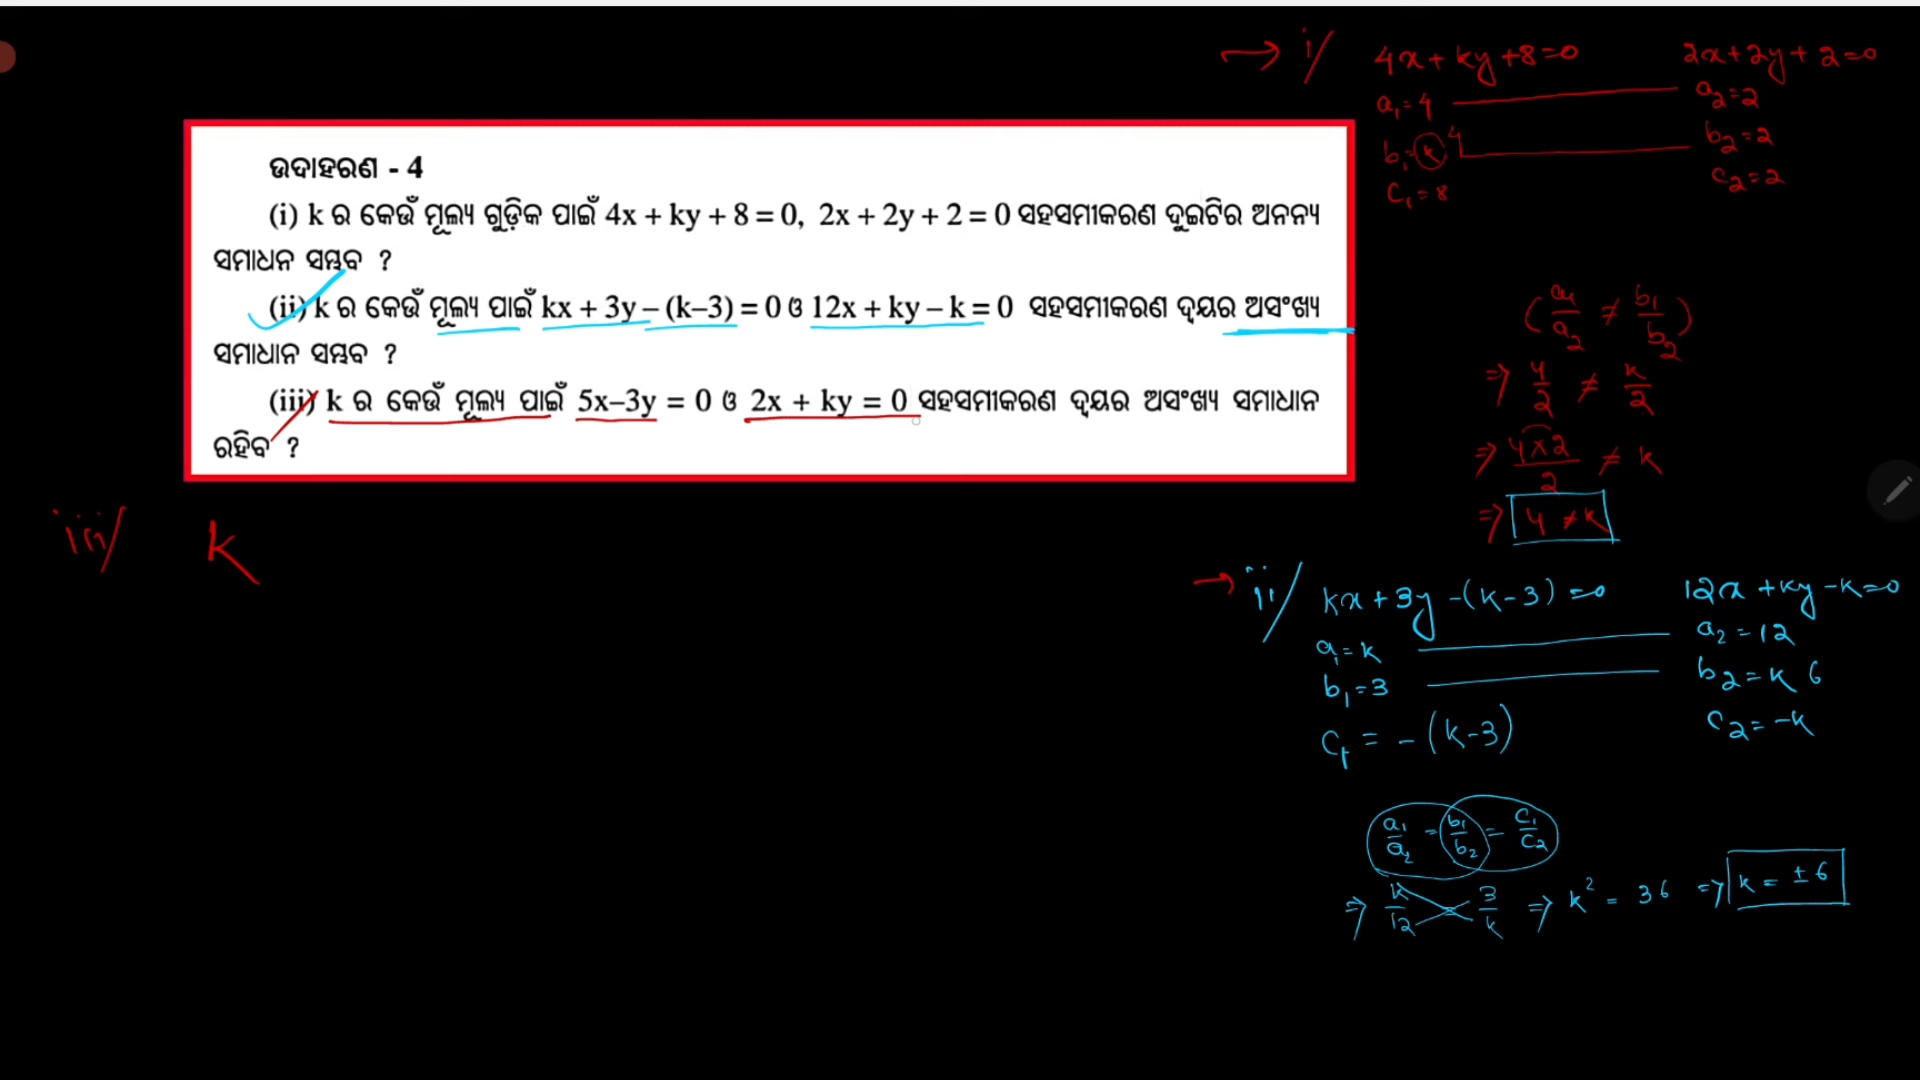 ଉଦାହରଣ - 4
(i) k ର କେଉଁ ମୂଲ୍ୟ ଗୁଡ଼ିକ ପାଇଁ 4x + ky + 8 = 0, 2x + 2y + 2 = 0 ସହସମୀକରଣ ଦୁଇଟିର ଅନନ୍ୟ
ସମାଧନ ସମ୍ଭବ ?
(ii) k ର କେଉଁ ମୂଲ୍ୟ ପାଇଁ kx + 3y – (k–3) = 0 ଓ 12x + ky – k = 0 ସହସମୀକରଣ ଦ୍ୱୟର ଅସଂଖ୍ୟ
ସମାଧାନ ସମ୍ଭବ ?
(iii) k ର କେଉଁ ମୂଲ୍ୟ ପାଇଁ 5x–3y = 0 ଓ 2x + ky = 0 ସହସମୀକରଣ ଦ୍ୱୟର ଅସଂଖ୍ୟ ସମାଧାନ
ରହିବ ?
iii/ k
→ i/ 4x + ky + 8 = 0 2x + 2y + 2 = 0
a₁ = 4 a₂ = 2
b₁ = k 4 b₂ = 2
c₁ = 8 c₂ = 2
(a₁/a₂ ≠ b₁/b₂)
⇒ 4/2 ≠ k/2
⇒ 4×2/2 ≠ k
⇒ 4 ≠ k
→ ii/ kx + 3y - (k-3) = 0 12x + ky - k = 0
a₁ = k a₂ = 12
b₁ = 3 b₂ = k 6
c₁ = - (k-3) c₂ = -k
a₁/a₂ = b₁/b₂ = c₁/c₂
⇒ k/12 = 3/k ⇒ k² = 36 ⇒ k = ± 6